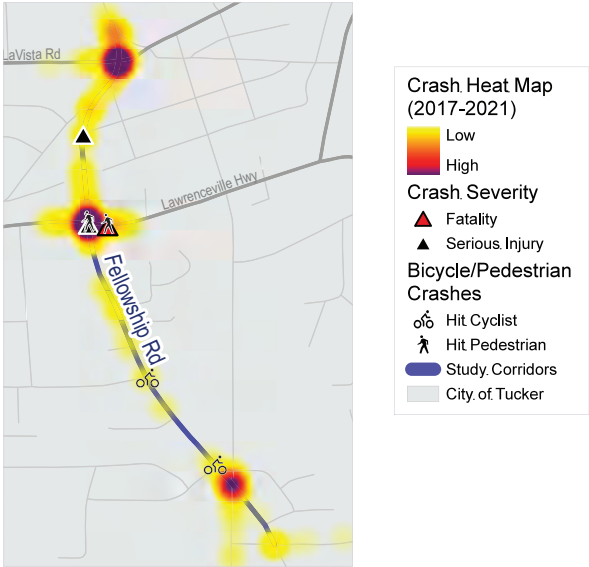 LaVista Rd
Lawrenceville Hwy
Fellowship Rd
Crash Heat Map
(2017-2021)
Low
High
Crash Severity
Fatality
Serious Injury
Bicycle/Pedestrian
Crashes
Hit Cyclist
Hit Pedestrian
Study Corridors
City of Tucker